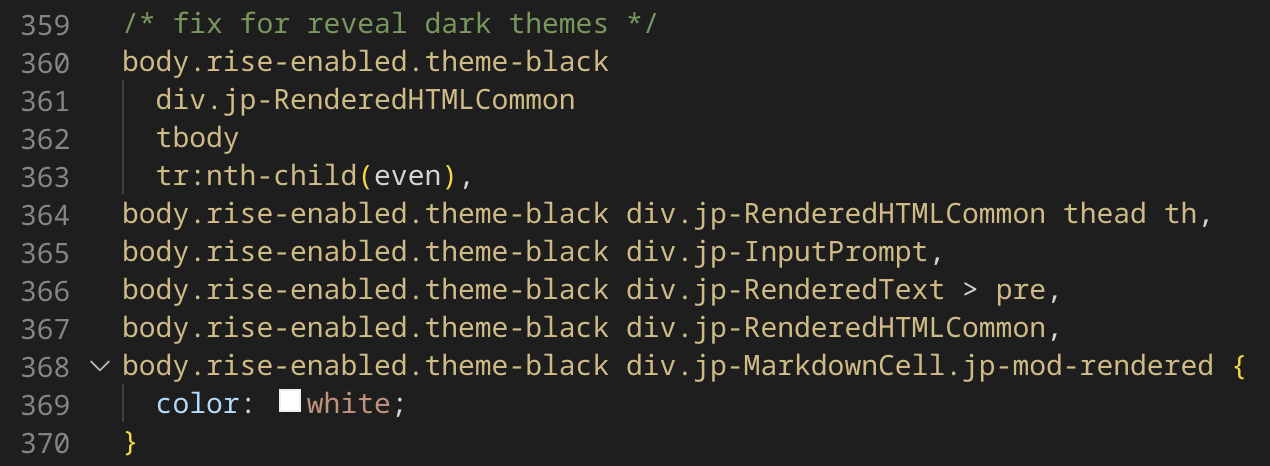 359 /* fix for reveal dark themes */
360 body.rise-enabled.theme-black
361   div.jp-RenderedHTMLCommon
362   tbody
363   tr:nth-child(even),
364 body.rise-enabled.theme-black div.jp-RenderedHTMLCommon thead th,
365 body.rise-enabled.theme-black div.jp-InputPrompt,
366 body.rise-enabled.theme-black div.jp-RenderedText > pre,
367 body.rise-enabled.theme-black div.jp-RenderedHTMLCommon,
368 body.rise-enabled.theme-black div.jp-MarkdownCell.jp-mod-rendered {
369   color: white;
370 }